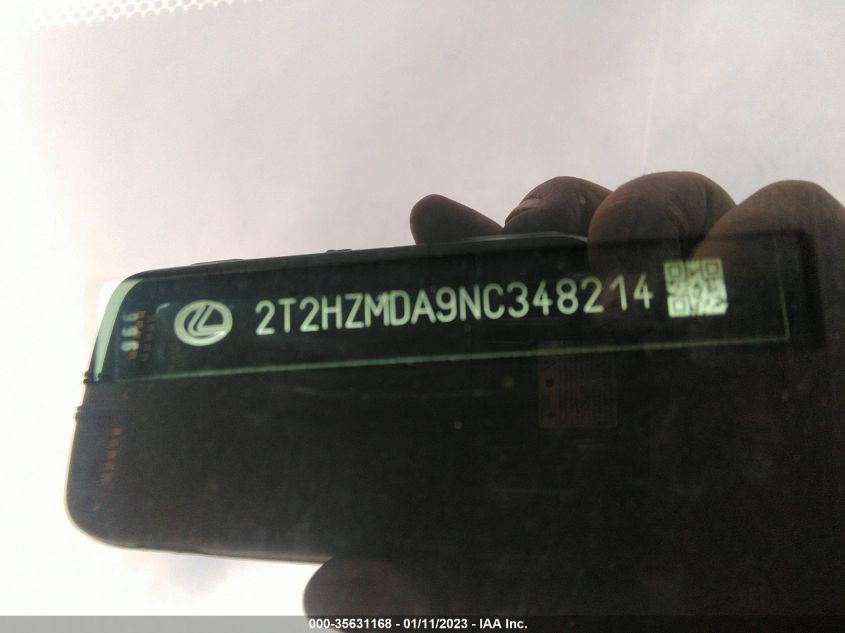 2T2HZMDA9NC348214
000-35631168 - 01/11/2023 - IAA Inc.